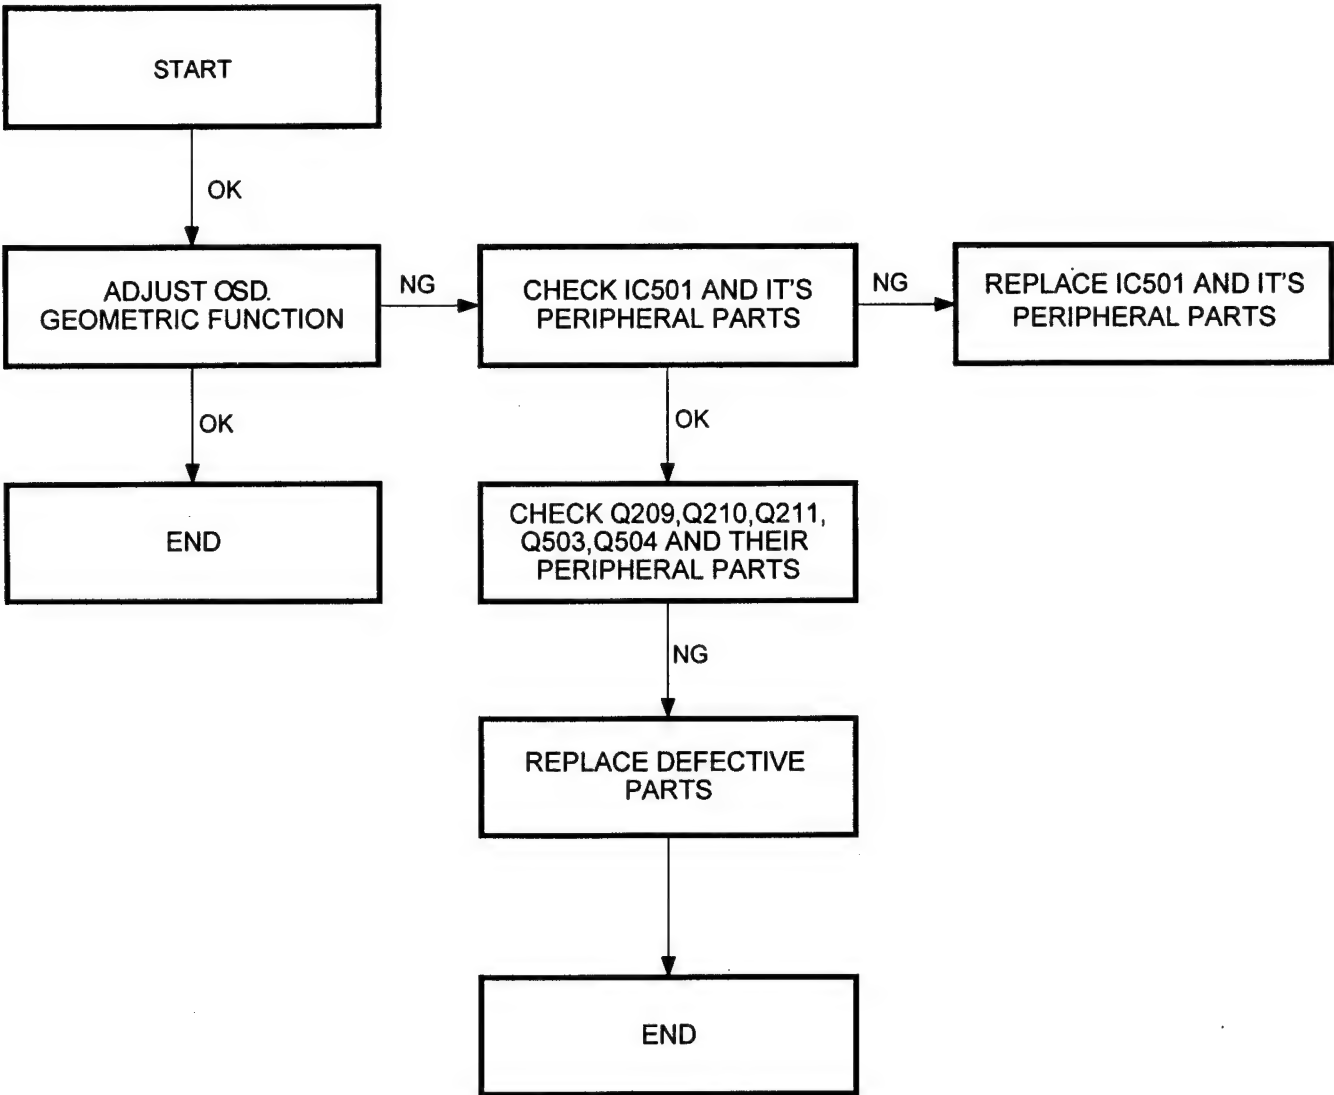 START
OK
ADJUST OSD.
GEOMETRIC FUNCTION
NG
CHECK IC501 AND IT'S
PERIPHERAL PARTS
NG
REPLACE IC501 AND IT'S
PERIPHERAL PARTS
OK
END
OK
CHECK Q209,Q210,Q211,
Q503,Q504 AND THEIR
PERIPHERAL PARTS
NG
REPLACE DEFECTIVE
PARTS
END